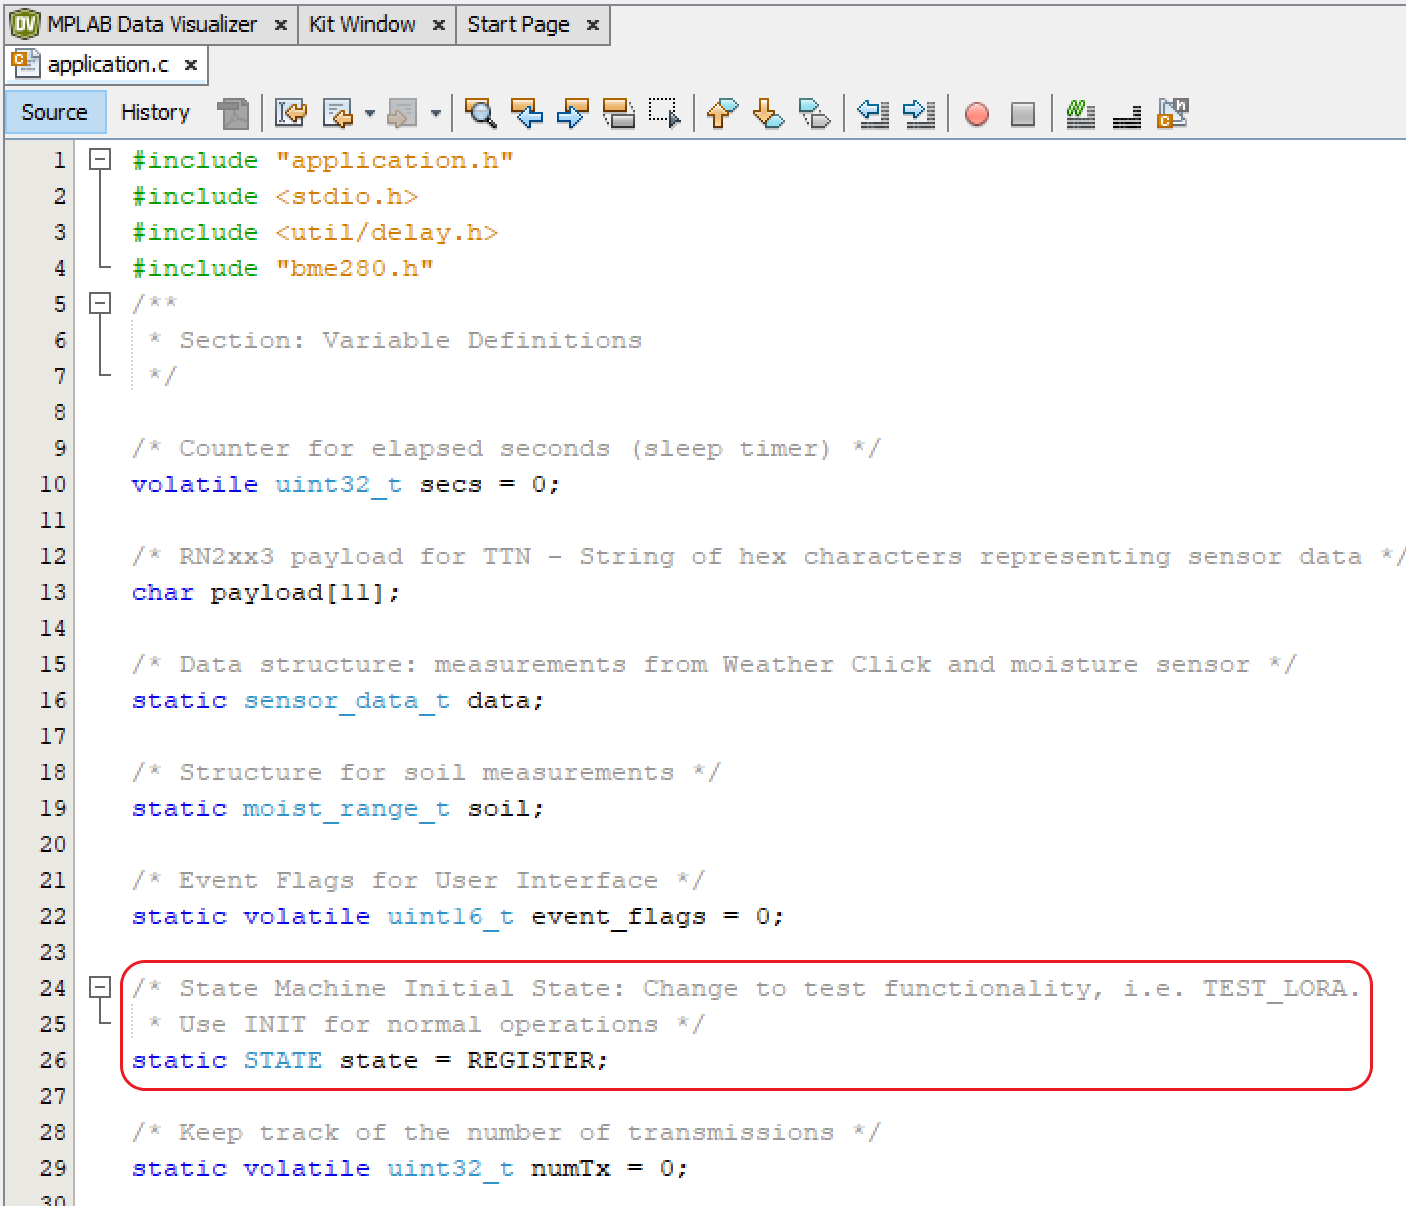 MPLAB Data Visualizer × Kit Window × Start Page ×
application.c ×
Source History
1 #include "application.h"
2 #include <stdio.h>
3 #include <util/delay.h>
4 #include "bme280.h"
5 /**
6 * Section: Variable Definitions
7 */
8
9 /* Counter for elapsed seconds (sleep timer) */
10 volatile uint32_t secs = 0;
11
12 /* RN2xx3 payload for TTN - String of hex characters representing sensor data */
13 char payload[11];
14
15 /* Data structure: measurements from Weather Click and moisture sensor */
16 static sensor_data_t data;
17
18 /* Structure for soil measurements */
19 static moist_range_t soil;
20
21 /* Event Flags for User Interface */
22 static volatile uint16_t event_flags = 0;
23
24 /* State Machine Initial State: Change to test functionality, i.e. TEST_LORA.
25 * Use INIT for normal operations */
26 static STATE state = REGISTER;
27
28 /* Keep track of the number of transmissions */
29 static volatile uint32_t numTx = 0;
30